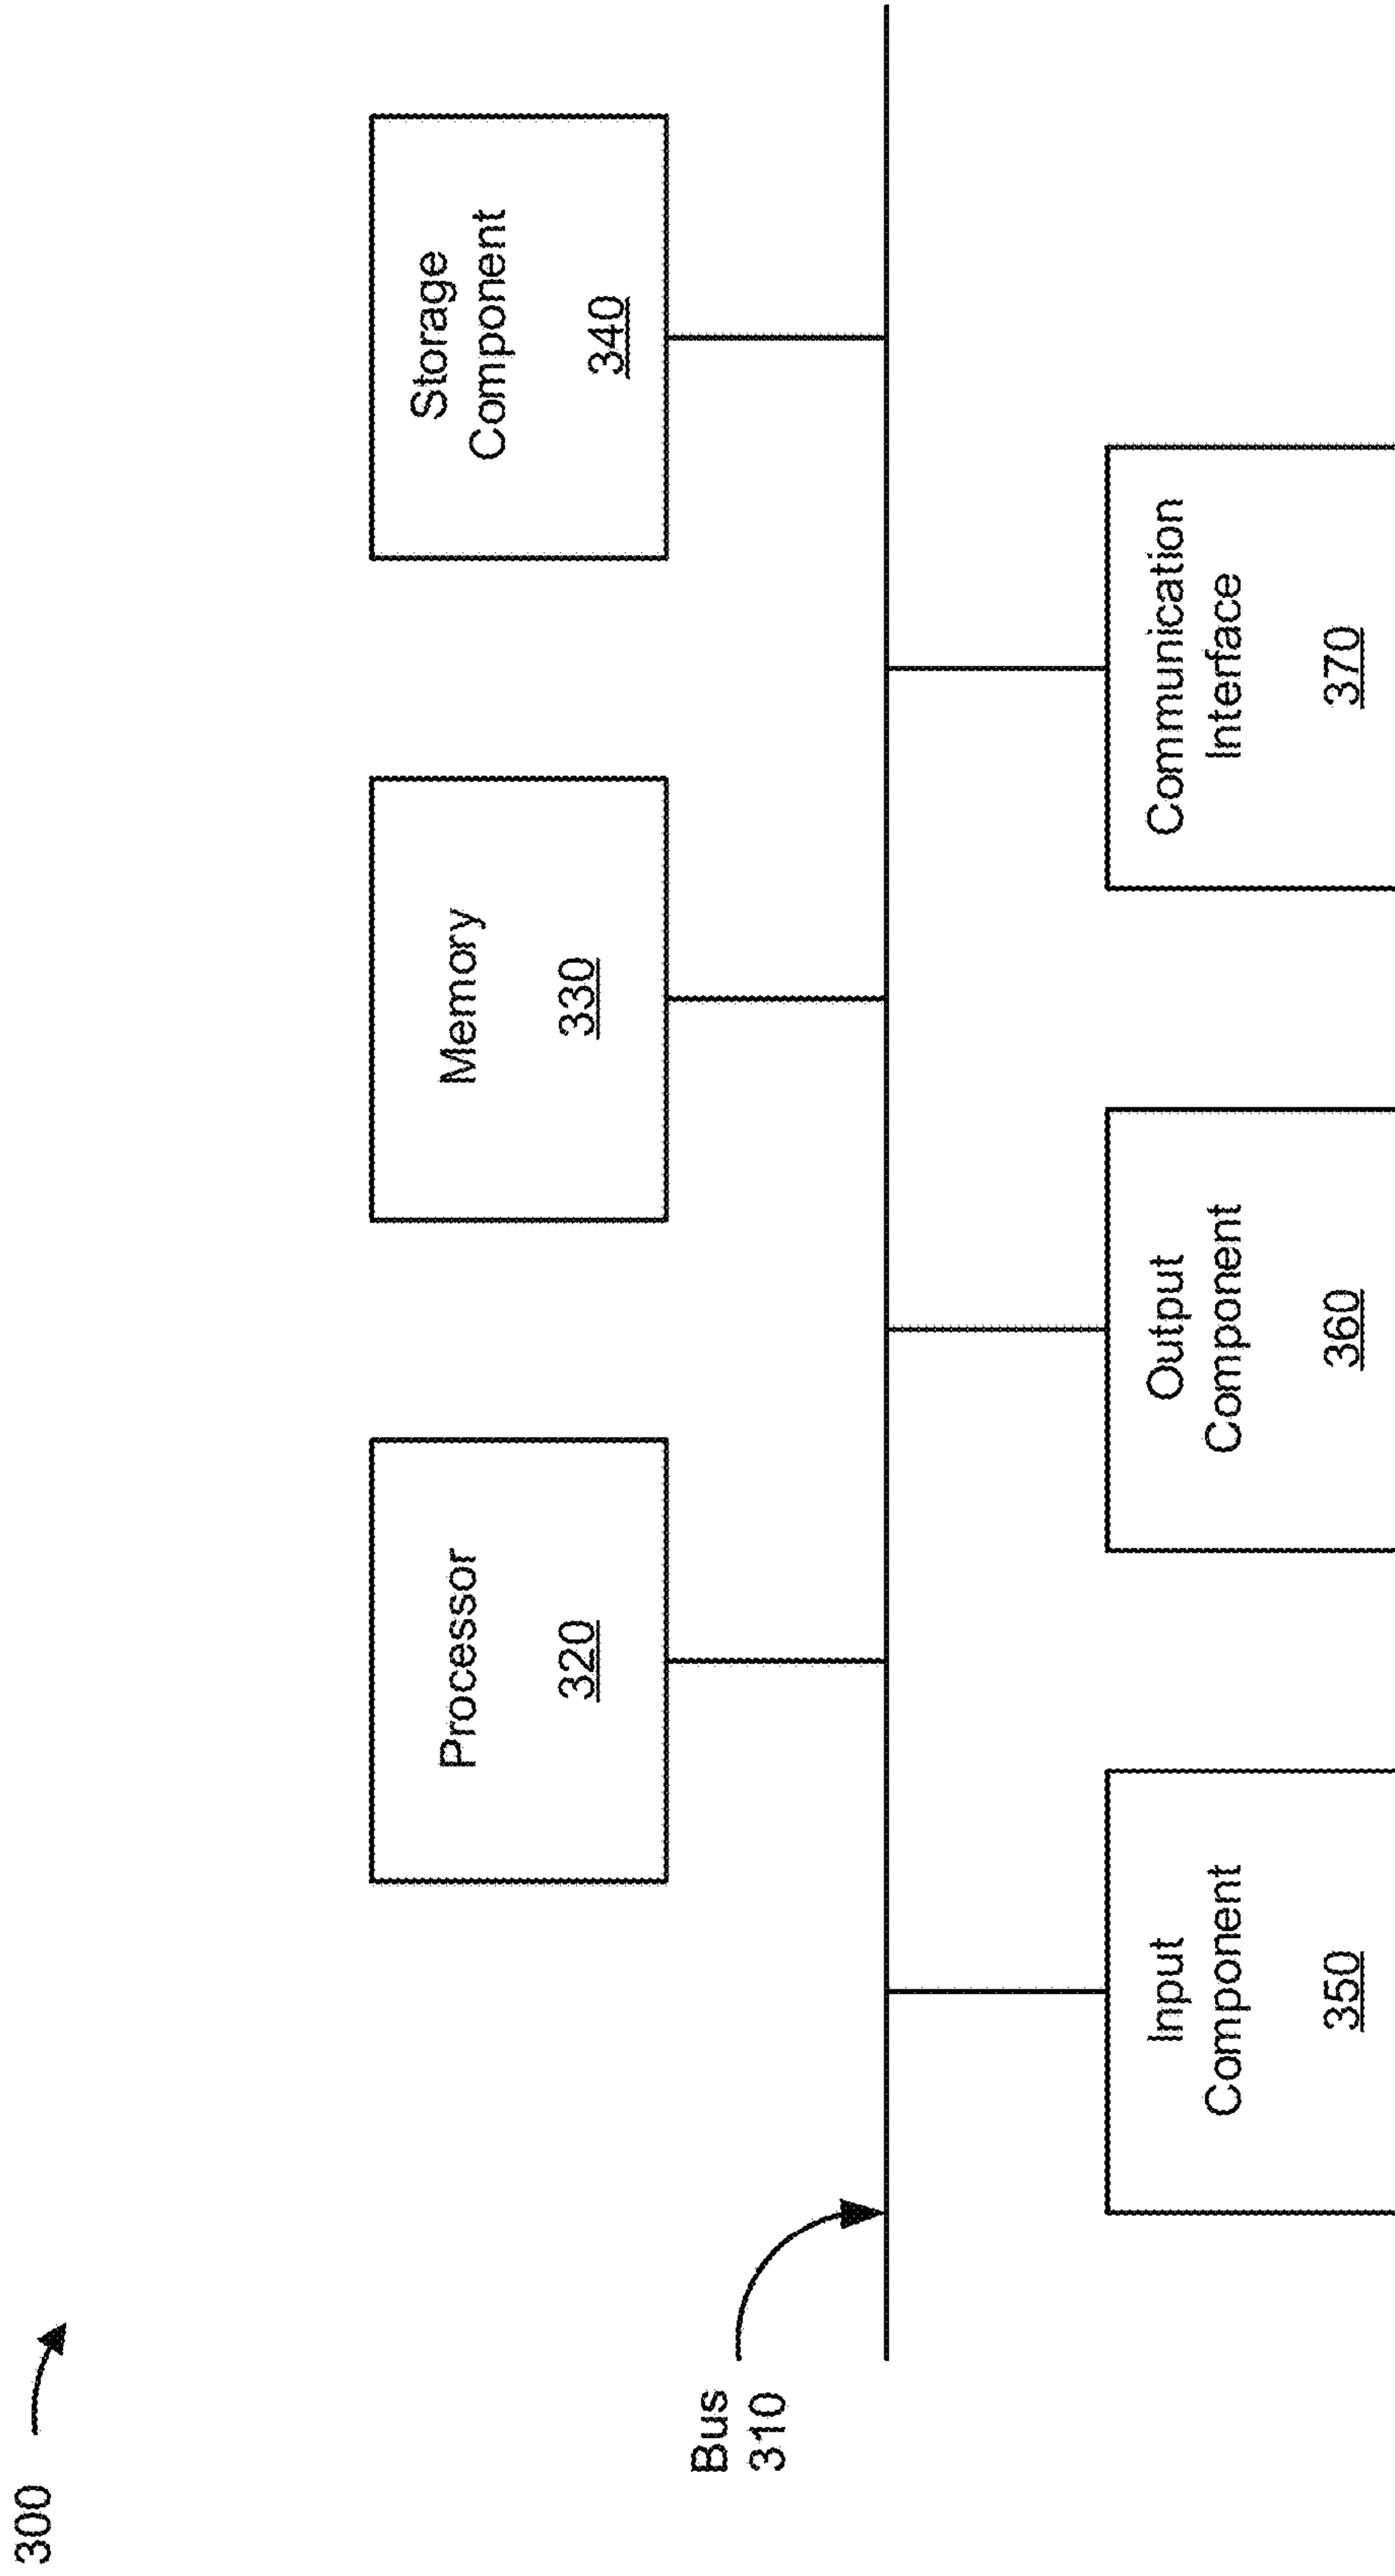 300
Processor
320
Memory
330
Storage
Component
340
Bus
310
Input
Component
350
Output
Component
360
Communication
Interface
370